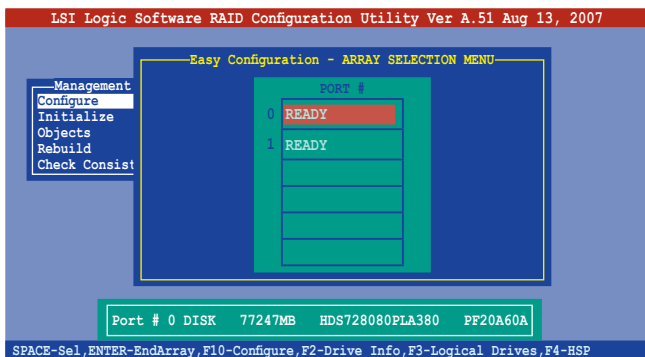 LSI Logic Software RAID Configuration Utility Ver A.51 Aug 13, 2007
Easy Configuration - ARRAY SELECTION MENU
Management
Configure
Initialize
Objects
Rebuild
Check Consist
PORT #
0 READY
1 READY
Port # 0 DISK 77247MB HDS728080PLA380 PF20A60A
SPACE-Sel,ENTER-EndArray,F10-Configure,F2-Drive Info,F3-Logical Drives,F4-HSP